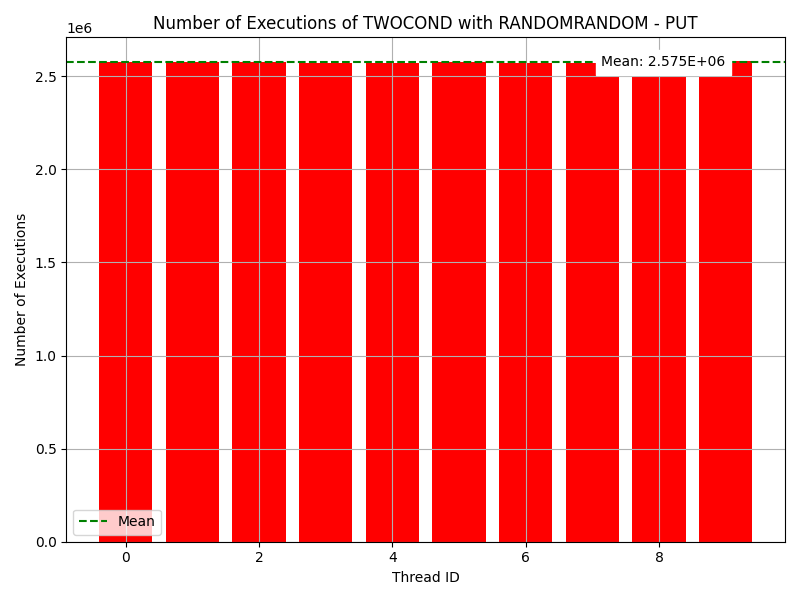 Number of Executions of TWOCOND with RANDOMRANDOM - PUT
1e6
Mean: 2.575E+06
2.5
2.0
1.5
1.0
0.5
0.0
Number of Executions
Mean
0 2 4 6 8
Thread ID